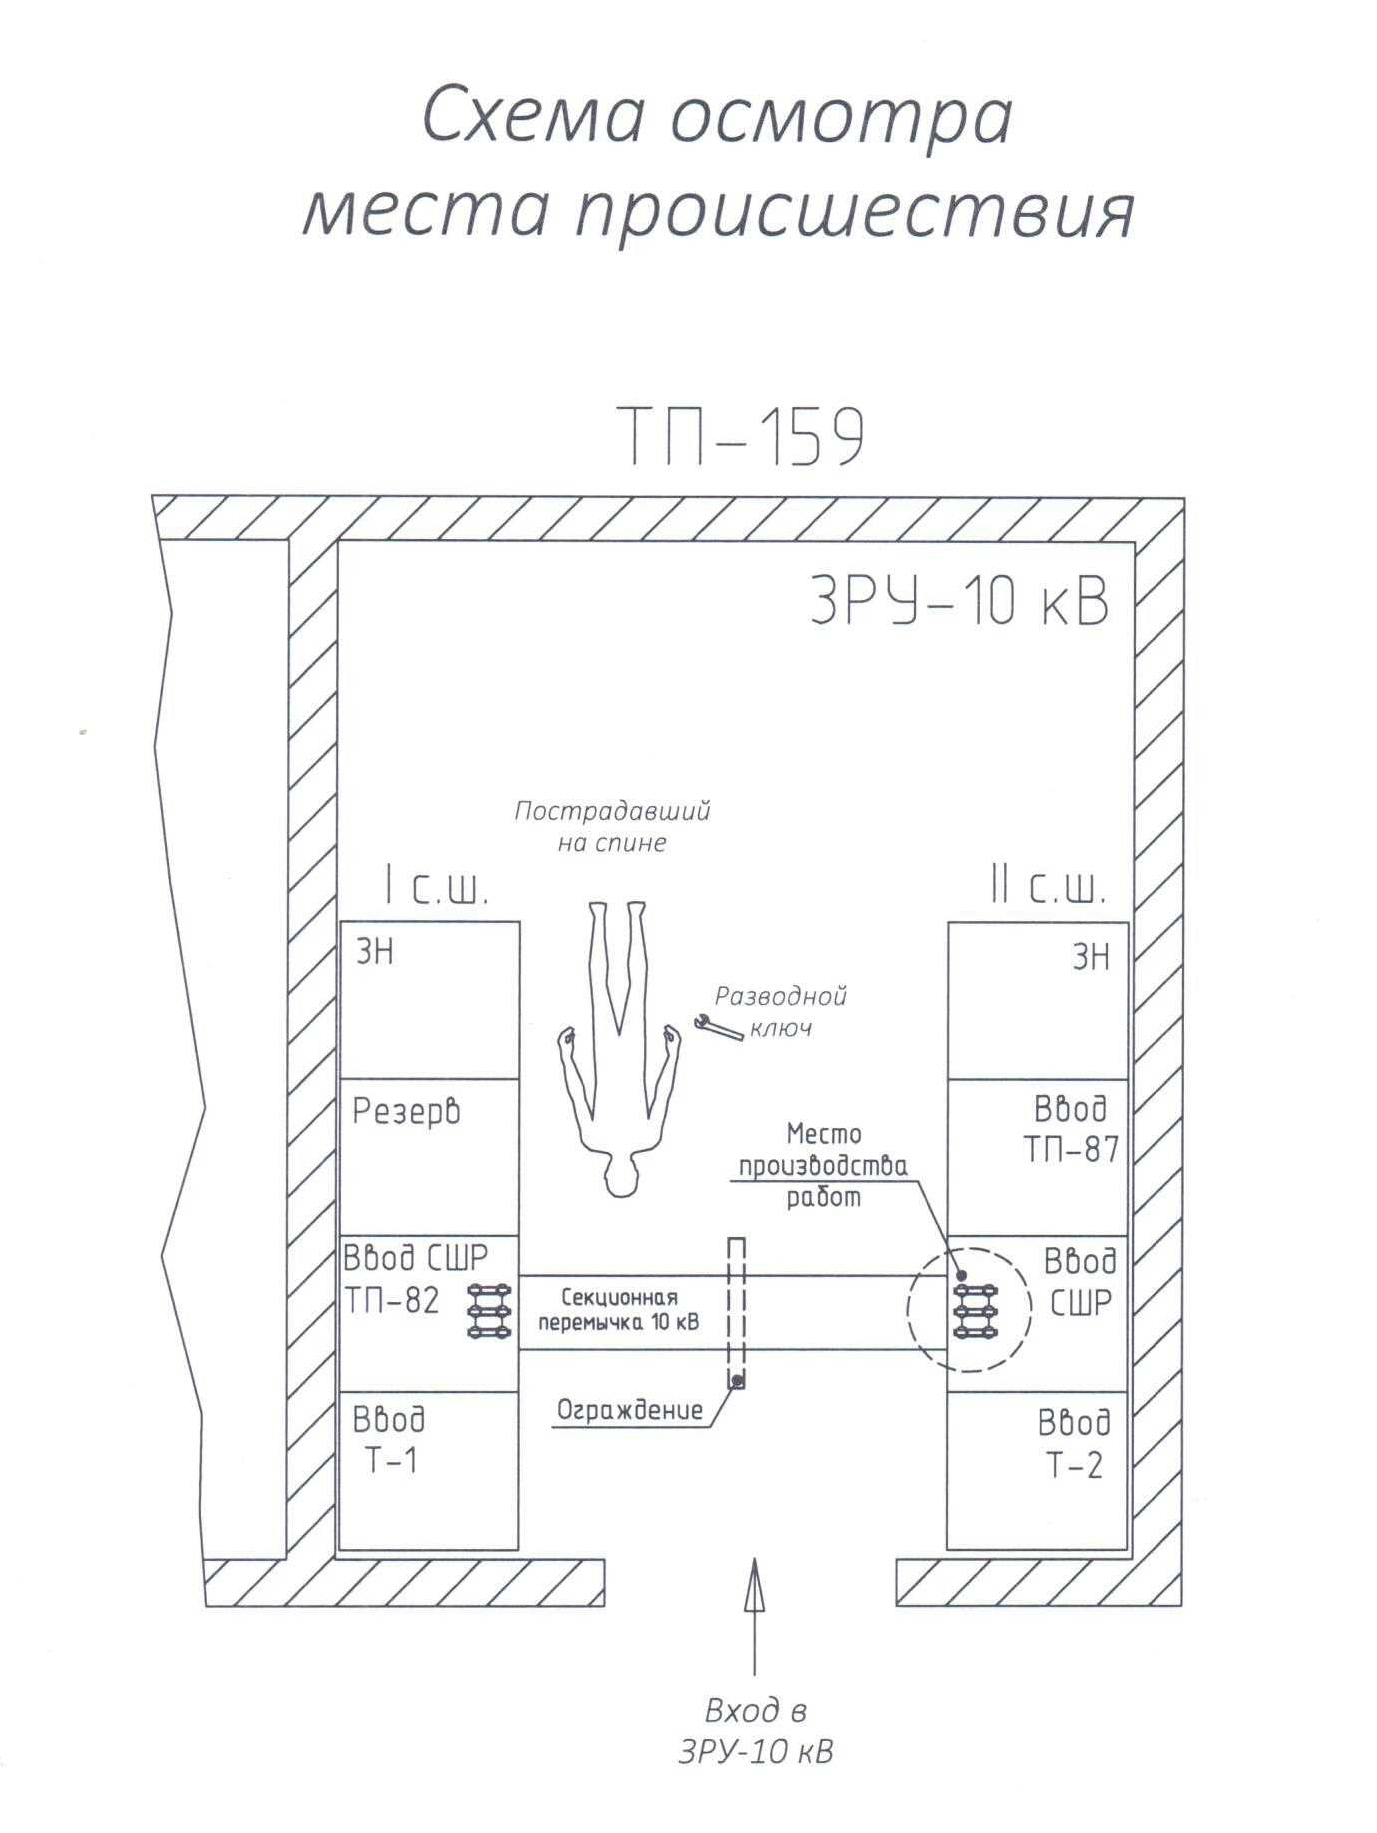 Схема осмотра
места происшествия
ТП-159
ЗРУ-10 кВ
Пострадавший
на спине
I с.ш.
II с.ш.
ЗН
ЗН
Разводной
ключ
Резерв
Ввод
ТП-87
Место
производства
работ
Ввод СШР
ТП-82
Ввод
СШР
Секционная
перемычка 10 кВ
Ограждение
Ввод
Т-1
Ввод
Т-2
Вход в
ЗРУ-10 кВ